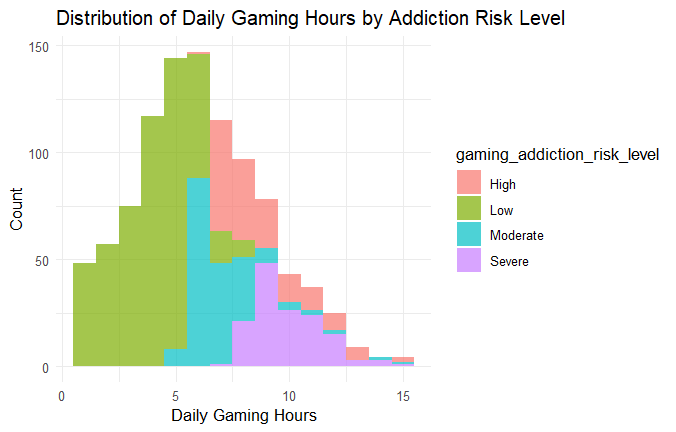 Distribution of Daily Gaming Hours by Addiction Risk Level
150
100
50
0
Count
0 5 10 15
Daily Gaming Hours
gaming_addiction_risk_level
High
Low
Moderate
Severe